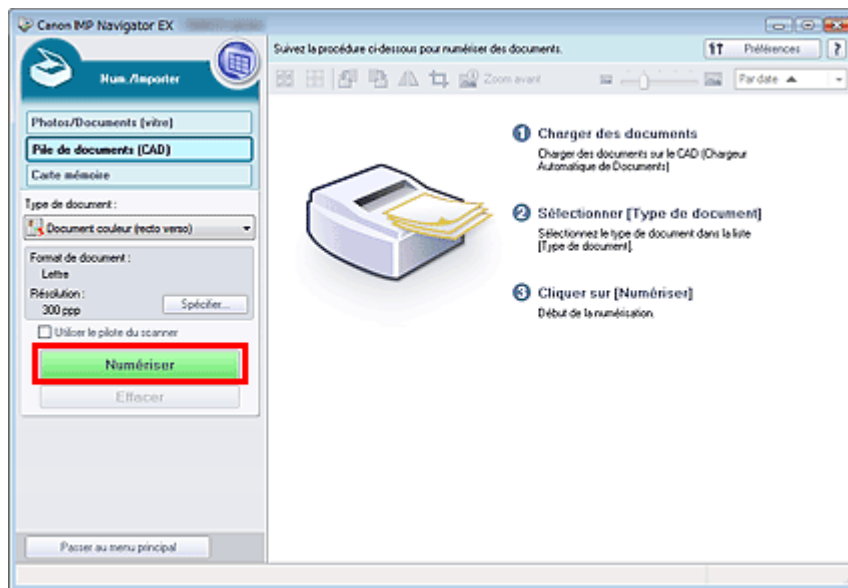 Canon MP Navigator EX
Num./Importer
Suivez la procédure ci-dessous pour numériser des documents.
Préférences
?
Zoom avant
Par date
Photos/Documents (vitre)
Pile de documents (CAD)
Carte mémoire
Type de document :
Document couleur (recto verso)
Format de document :
Lettre
Résolution :
300 ppp
Spécifier...
Utiliser le pilote du scanner
Numériser
Effacer
Passer au menu principal
1 Charger des documents
Charger des documents sur le CAD (Chargeur
Automatique de Documents)
2 Sélectionner [Type de document]
Sélectionnez le type de document dans la liste
[Type de document].
3 Cliquer sur [Numériser]
Début de la numérisation.